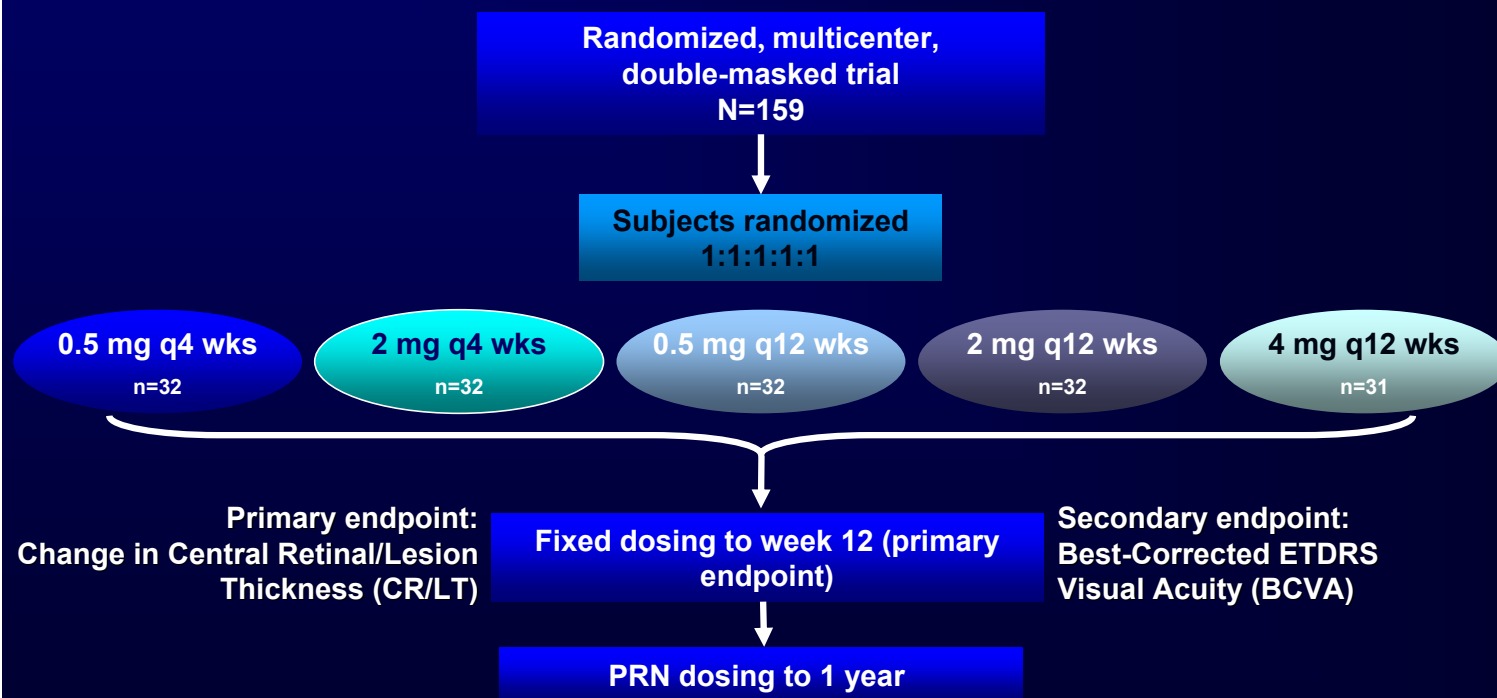 Randomized, multicenter,
double-masked trial
N=159
Subjects randomized
1:1:1:1:1
0.5 mg q4 wks
n=32
2 mg q4 wks
n=32
0.5 mg q12 wks
n=32
2 mg q12 wks
n=32
4 mg q12 wks
n=31
Primary endpoint:
Change in Central Retinal/Lesion
Thickness (CR/LT)
Fixed dosing to week 12 (primary
endpoint)
Secondary endpoint:
Best-Corrected ETDRS
Visual Acuity (BCVA)
PRN dosing to 1 year